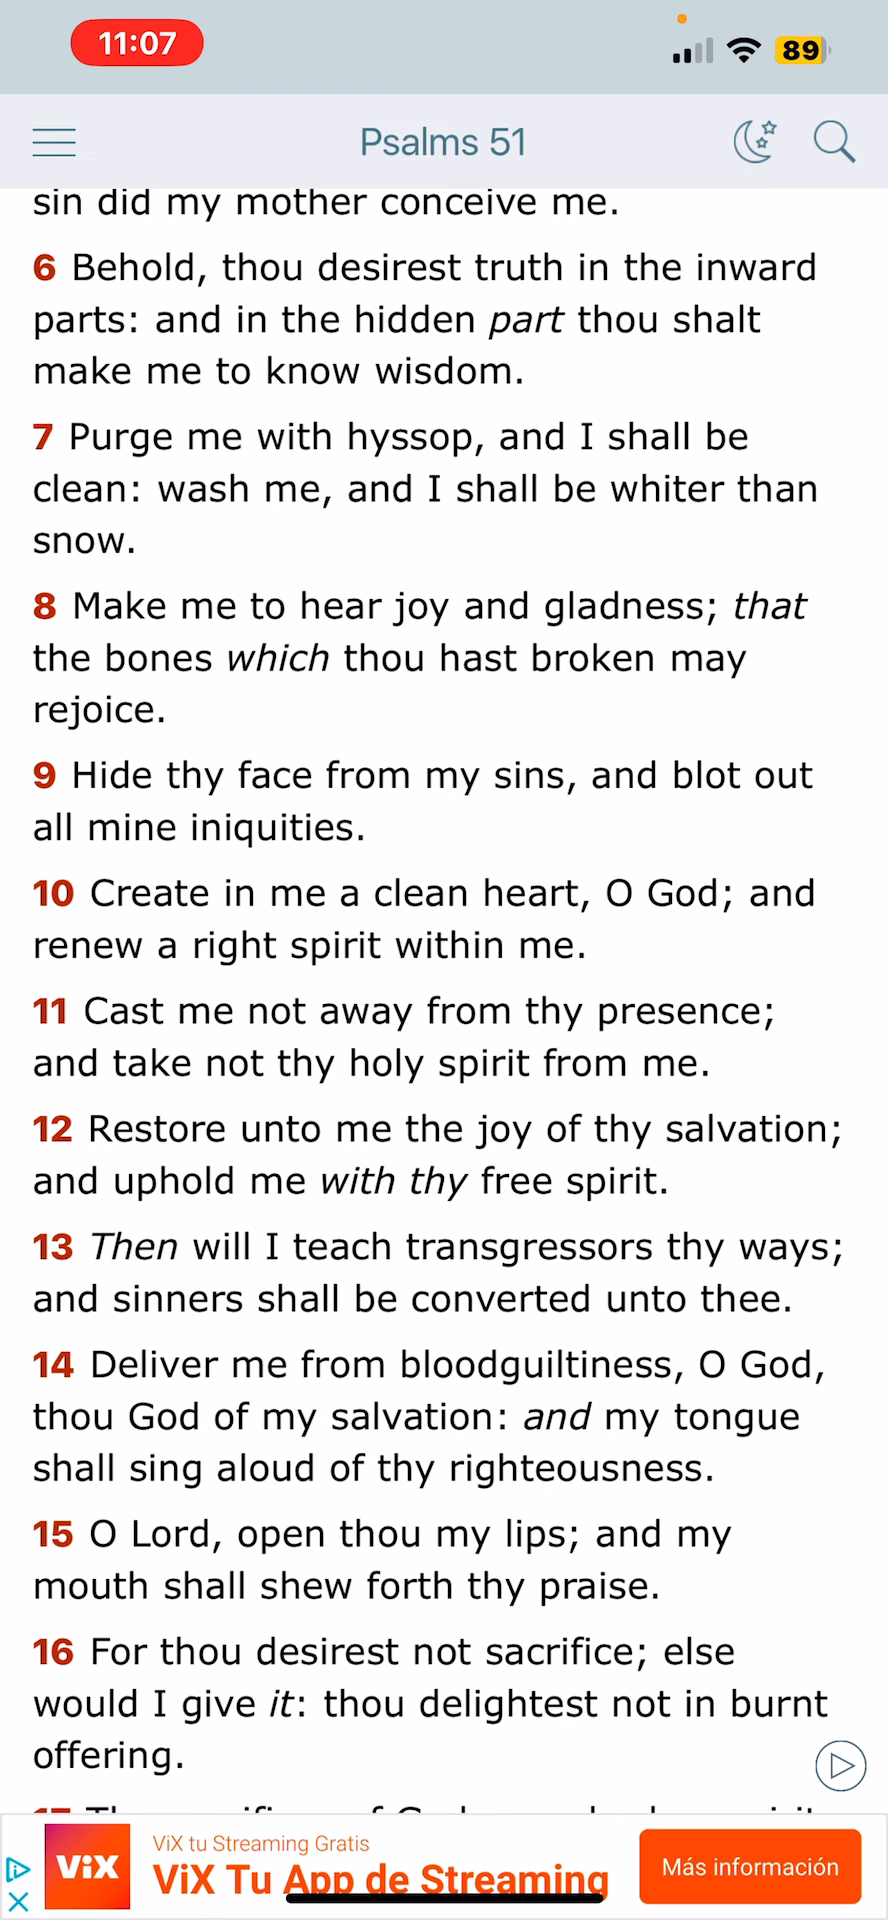 11:07
89
Psalms 51
sin did my mother conceive me.
6 Behold, thou desirest truth in the inward
parts: and in the hidden part thou shalt
make me to know wisdom.
7 Purge me with hyssop, and I shall be
clean: wash me, and I shall be whiter than
snow.
8 Make me to hear joy and gladness; that
the bones which thou hast broken may
rejoice.
9 Hide thy face from my sins, and blot out
all mine iniquities.
10 Create in me a clean heart, O God; and
renew a right spirit within me.
11 Cast me not away from thy presence;
and take not thy holy spirit from me.
12 Restore unto me the joy of thy salvation;
and uphold me with thy free spirit.
13 Then will I teach transgressors thy ways;
and sinners shall be converted unto thee.
14 Deliver me from bloodguiltiness, O God,
thou God of my salvation: and my tongue
shall sing aloud of thy righteousness.
15 O Lord, open thou my lips; and my
mouth shall shew forth thy praise.
16 For thou desirest not sacrifice; else
would I give it: thou delightest not in burnt
offering.
ViX
ViX tu Streaming Gratis
ViX Tu App de Streaming
Más información